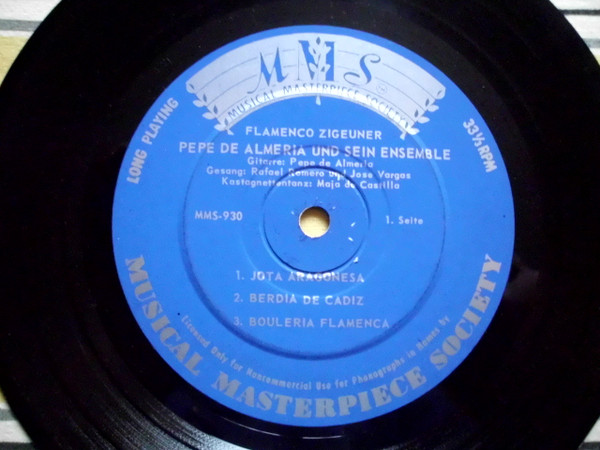 MMS
MUSICAL MASTERPIECE SOCIETY
LONG PLAYING
33⅓ RPM
FLAMENCO ZIGEUNER
PEPE DE ALMERIA UND SEIN ENSEMBLE
Gitarre: Pepe de Almeria
Gesang: Rafael Romero und Jose Vargas
Kastagnettentanz: Maja de Castilla
MMS-930
1. Seite
1. JOTA ARAGONESA
2. BERDIA DE CADIZ
3. BOULERIA FLAMENCA
Licensed Only for Noncommercial Use for Phonographs in Homes by
MUSICAL MASTERPIECE SOCIETY